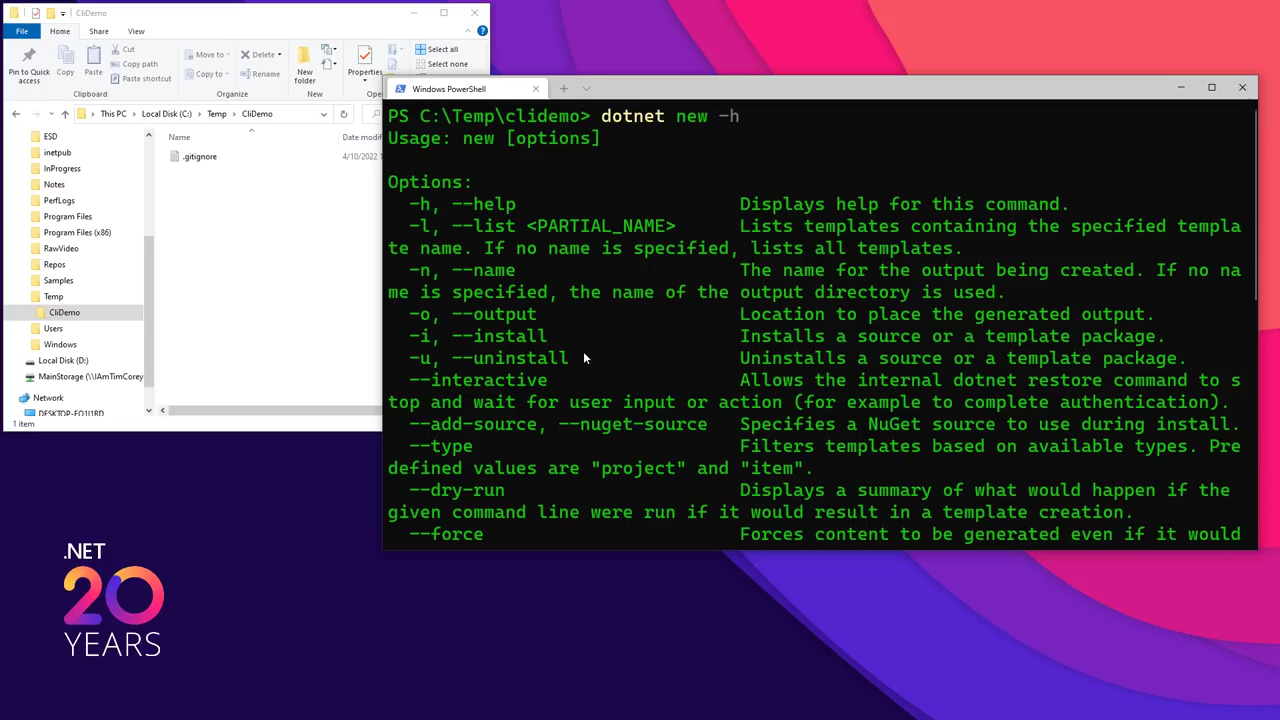 CliDemo
File
Home
Share
View
Pin to Quick
access
Copy
Paste
Cut
Copy path
Paste shortcut
Clipboard
Move to
Copy to
Delete
Rename
Organize
New
folder
Properties
Select all
Select none
This PC
Local Disk (C:)
Temp
CliDemo
ESD
inetpub
InProgress
Notes
PerfLogs
Program Files
Program Files (x86)
RawVideo
Repos
Samples
Temp
CliDemo
Users
Windows
Local Disk (D:)
MainStorage (\\IAmTimCorey
Network
Name
Date modif
.gitignore
4/10/2022 1
1 item
Windows PowerShell
PS C:\Temp\clidemo> dotnet new -h
Usage: new [options]
Options:
-h, --help Displays help for this command.
-l, --list <PARTIAL_NAME> Lists templates containing the specified templa
te name. If no name is specified, lists all templates.
-n, --name The name for the output being created. If no na
me is specified, the name of the output directory is used.
-o, --output Location to place the generated output.
-i, --install Installs a source or a template package.
-u, --uninstall Uninstalls a source or a template package.
--interactive Allows the internal dotnet restore command to s
top and wait for user input or action (for example to complete authentication).
--add-source, --nuget-source Specifies a NuGet source to use during install.
--type Filters templates based on available types. Pre
defined values are "project" and "item".
--dry-run Displays a summary of what would happen if the
given command line were run if it would result in a template creation.
--force Forces content to be generated even if it would
.NET
20
YEARS